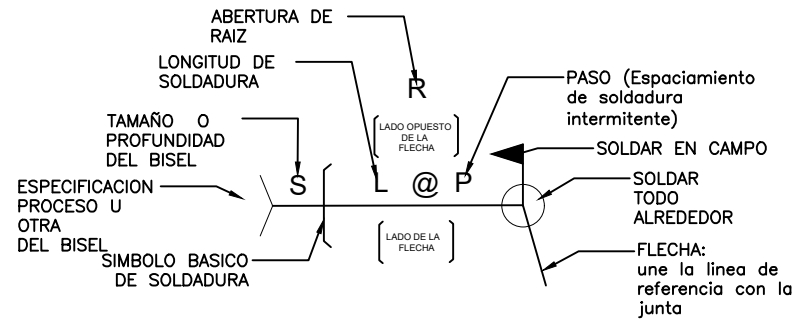 ABERTURA DE
RAIZ
LONGITUD DE
SOLDADURA
R
PASO (Espaciamiento
de soldadura
intermitente)
LADO OPUESTO
DE LA
FLECHA
TAMAÑO O
PROFUNDIDAD
DEL BISEL
SOLDAR EN CAMPO
S
L @ P
ESPECIFICACION
PROCESO U
OTRA
DEL BISEL
SOLDAR
TODO
ALREDEDOR
LADO DE LA
FLECHA
SIMBOLO BASICO
DE SOLDADURA
FLECHA:
une la linea de
referencia con la
junta